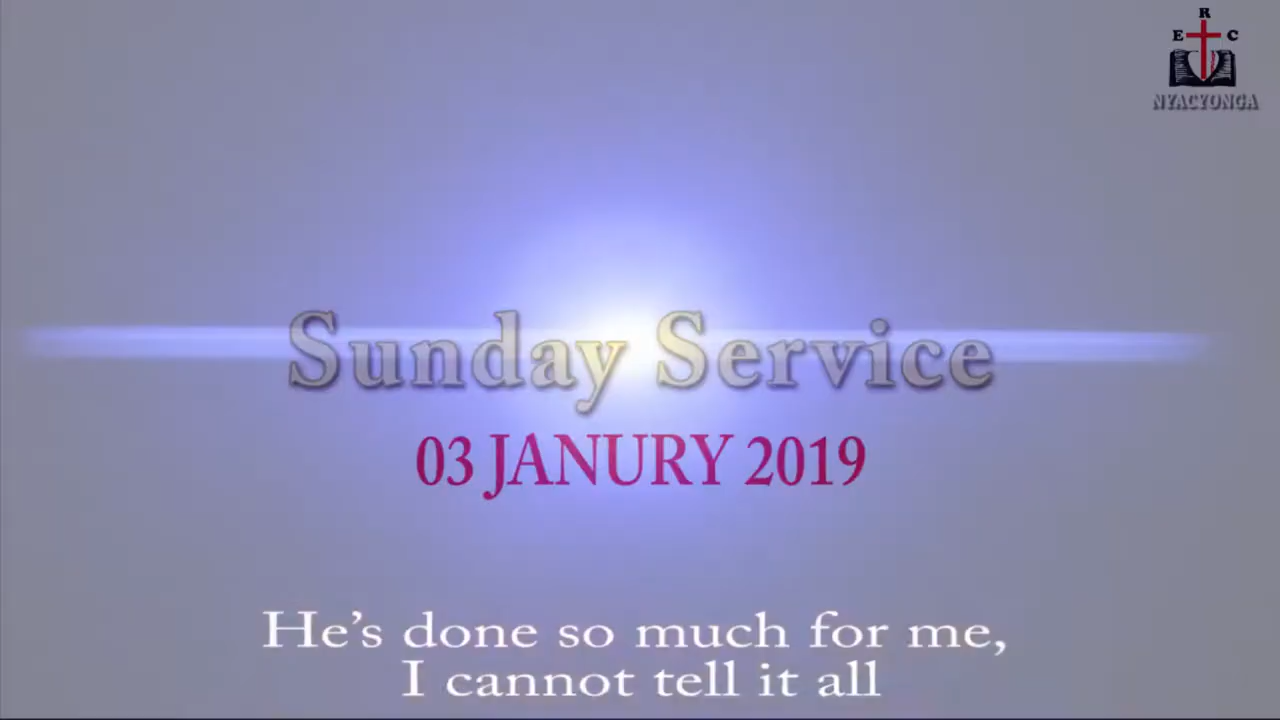 R
E C
NYACYONGA
Sunday Service
03 JANURY 2019
He's done so much for me,
I cannot tell it all